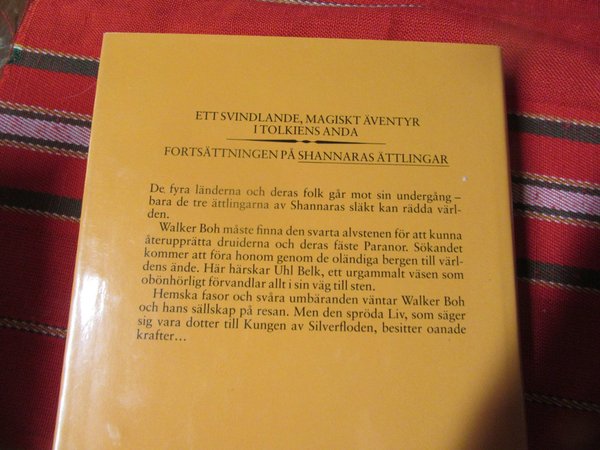 ETT SVINDLANDE, MAGISKT ÄVENTYR
I TOLKIENS ANDA
FORTSÄTTNINGEN PÅ SHANNARAS ÄTTLINGAR
De fyra länderna och deras folk går mot sin undergång –
bara de tre ättlingarna av Shannaras släkt kan rädda värl-
den.
Walker Boh måste finna den svarta alvstenen för att kunna
återupprätta druiderna och deras fäste Paranor. Sökandet
kommer att föra honom genom de oländiga bergen till värl-
dens ände. Här härskar Uhl Belk, ett urgammalt väsen som
obönhörligt förvandlar allt i sin väg till sten.
Hemska fasor och svåra umbäranden väntar Walker Boh
och hans sällskap på resan. Men den spröda Liv, som säger
sig vara dotter till Kungen av Silverfloden, besitter oanade
krafter…